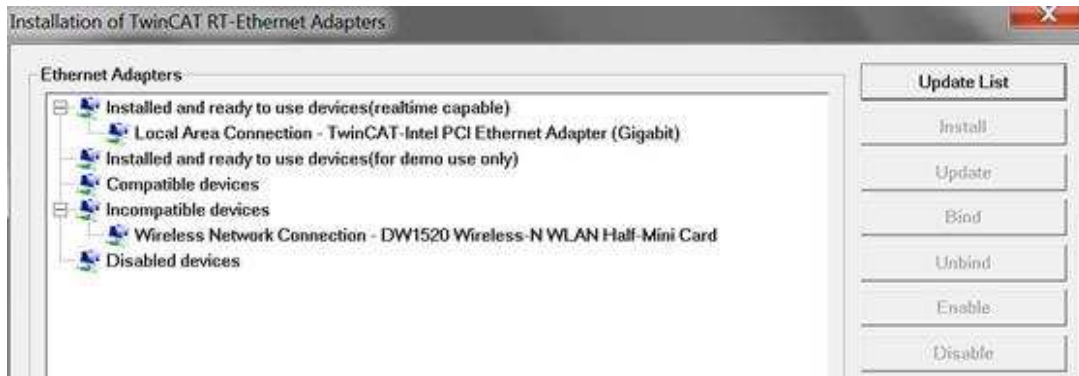 Installation of TwinCAT RT-Ethernet Adapters
Ethernet Adapters
Installed and ready to use devices(realtime capable)
Local Area Connection - TwinCAT-Intel PCI Ethernet Adapter (Gigabit)
Installed and ready to use devices(for demo use only)
Compatible devices
Incompatible devices
Wireless Network Connection - DW1520 Wireless-N WLAN Half-Mini Card
Disabled devices
Update List
Install
Update
Bind
Unbind
Enable
Disable